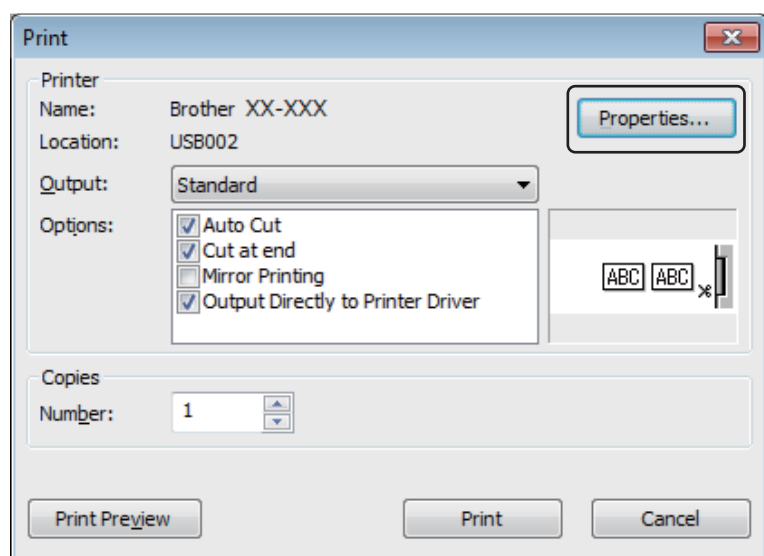 Print
Printer
Name: Brother XX-XXX
Properties...
Location: USB002
Output: Standard
Options: Auto Cut
Cut at end
Mirror Printing
Output Directly to Printer Driver
ABC ABC
Copies
Number: 1
Print Preview Print Cancel